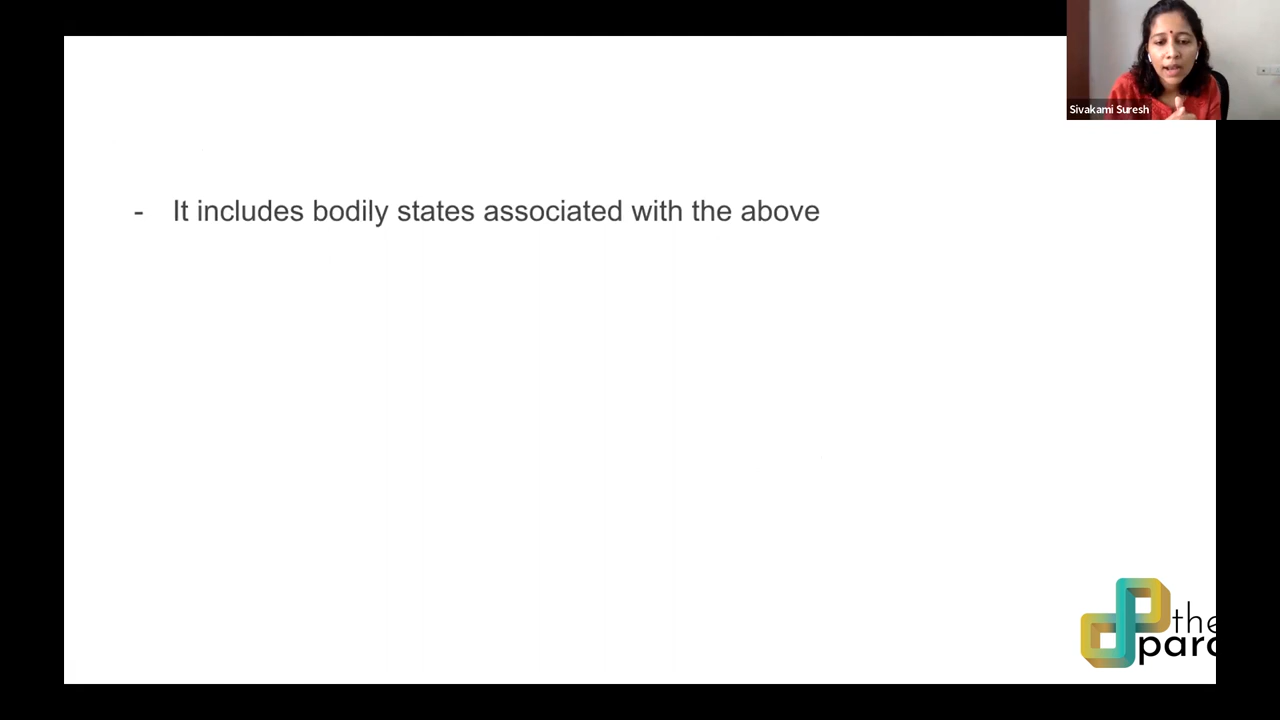 Sivakami Suresh
- It includes bodily states associated with the above
the
para